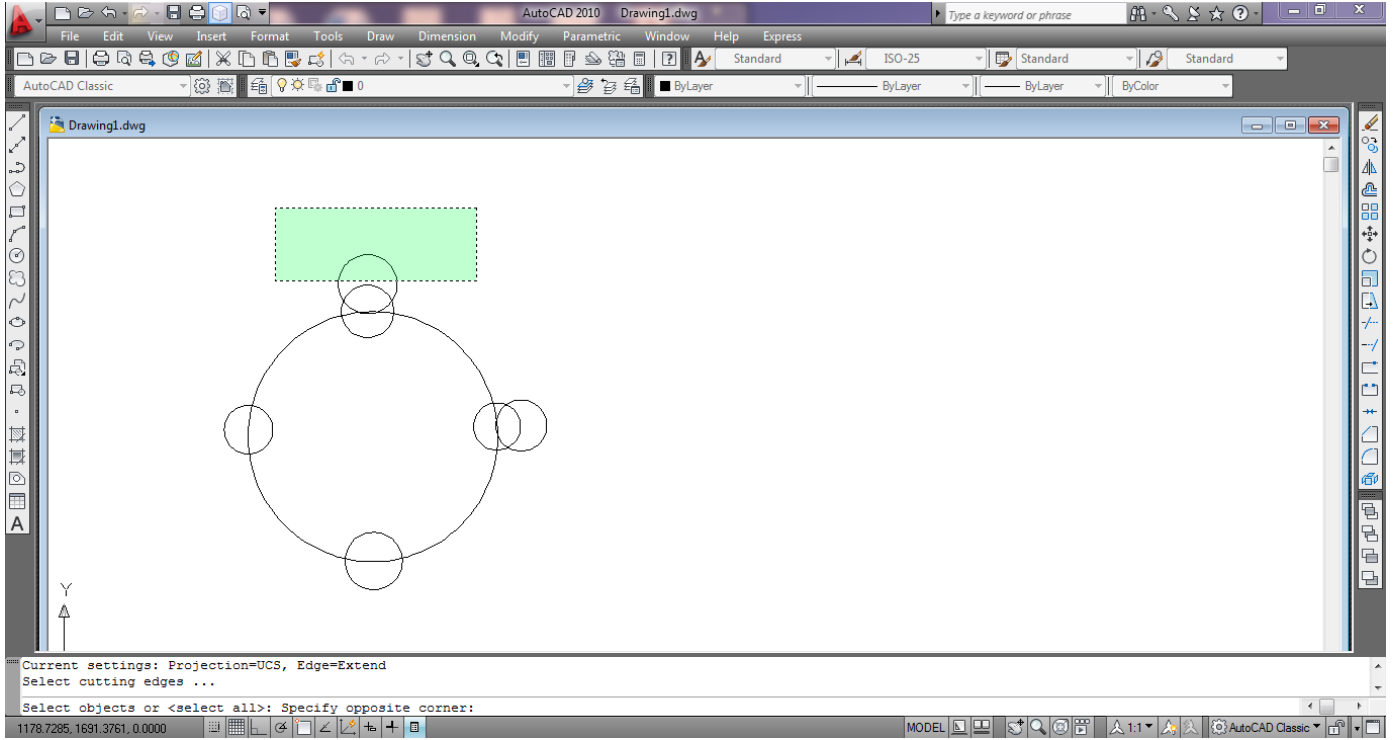 AutoCAD 2010 Drawing1.dwg Type a keyword or phrase
File Edit View Insert Format Tools Draw Dimension Modify Parametric Window Help Express
Standard ISO-25 Standard Standard
AutoCAD Classic 0 ByLayer ByLayer ByLayer ByColor
Drawing1.dwg
A
Y
Current settings: Projection=UCS, Edge=Extend
Select cutting edges ...
Select objects or <select all>: Specify opposite corner:
1178.7285, 1691.3761, 0.0000 MODEL 1:1 AutoCAD Classic